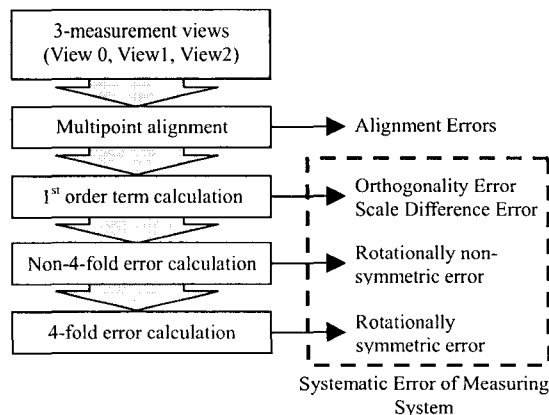 3-measurement views
(View 0, View1, View2)
Multipoint alignment
Alignment Errors
1st order term calculation
Orthogonality Error
Scale Difference Error
Non-4-fold error calculation
Rotationally non-
symmetric error
4-fold error calculation
Rotationally
symmetric error
Systematic Error of Measuring
System